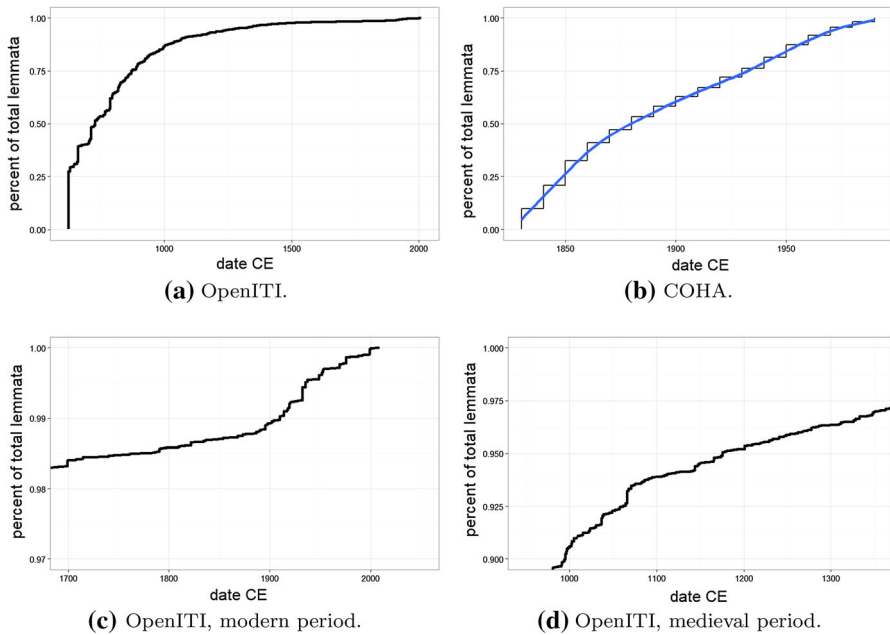 percent of total lemmata
1.00
0.75
0.50
0.25
0.00
1000
1500
2000
date CE
(a) OpenITI.
percent of total lemmata
1.00
0.75
0.50
0.25
0.00
1850
1900
1950
date CE
(b) COHA.
percent of total lemmata
1.00
0.99
0.98
0.97
1700
1800
1900
2000
date CE
(c) OpenITI, modern period.
percent of total lemmata
1.000
0.975
0.950
0.925
0.900
1000
1100
1200
1300
date CE
(d) OpenITI, medieval period.